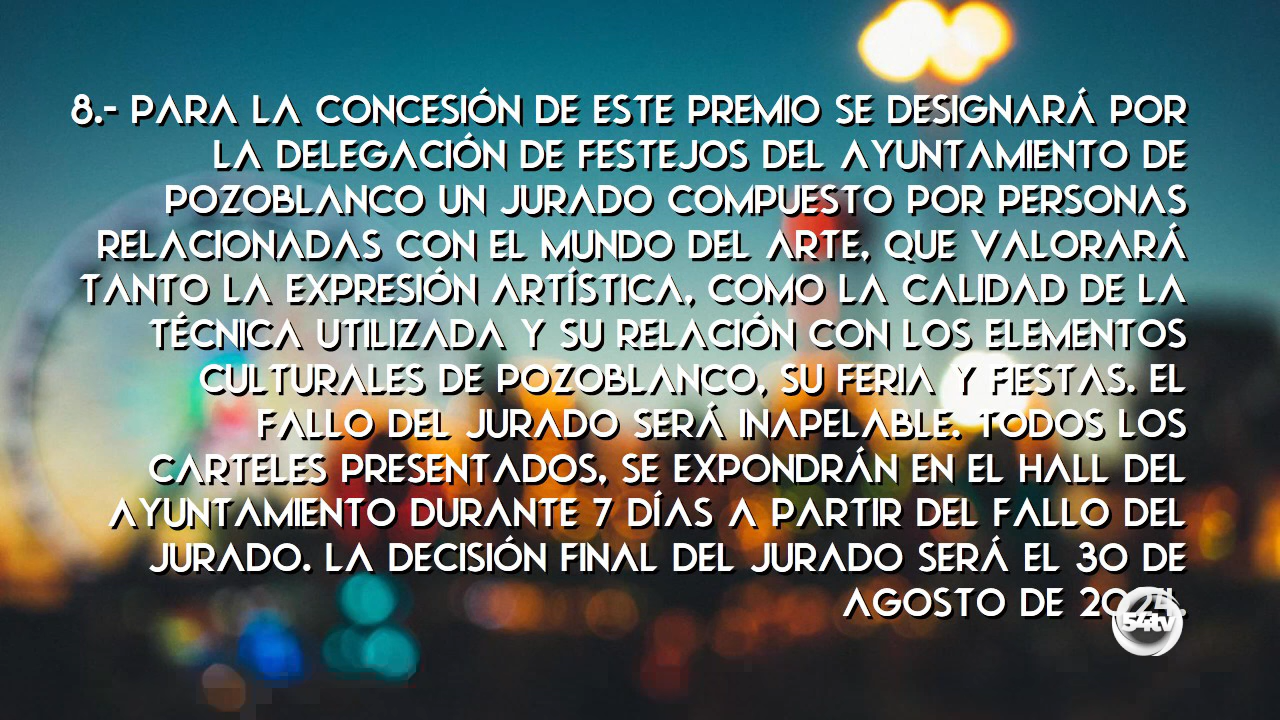 8.- PARA LA CONCESIÓN DE ESTE PREMIO SE DESIGNARÁ POR
LA DELEGACIÓN DE FESTEJOS DEL AYUNTAMIENTO DE
POZOBLANCO UN JURADO COMPUESTO POR PERSONAS
RELACIONADAS CON EL MUNDO DEL ARTE, QUE VALORARÁ
TANTO LA EXPRESIÓN ARTÍSTICA, COMO LA CALIDAD DE LA
TÉCNICA UTILIZADA Y SU RELACIÓN CON LOS ELEMENTOS
CULTURALES DE POZOBLANCO, SU FERIA Y FIESTAS. EL
FALLO DEL JURADO SERÁ INAPELABLE. TODOS LOS
CARTELES PRESENTADOS, SE EXPONDRÁN EN EL HALL DEL
AYUNTAMIENTO DURANTE 7 DÍAS A PARTIR DEL FALLO DEL
JURADO. LA DECISIÓN FINAL DEL JURADO SERÁ EL 30 DE
AGOSTO DE 2024.
54tv